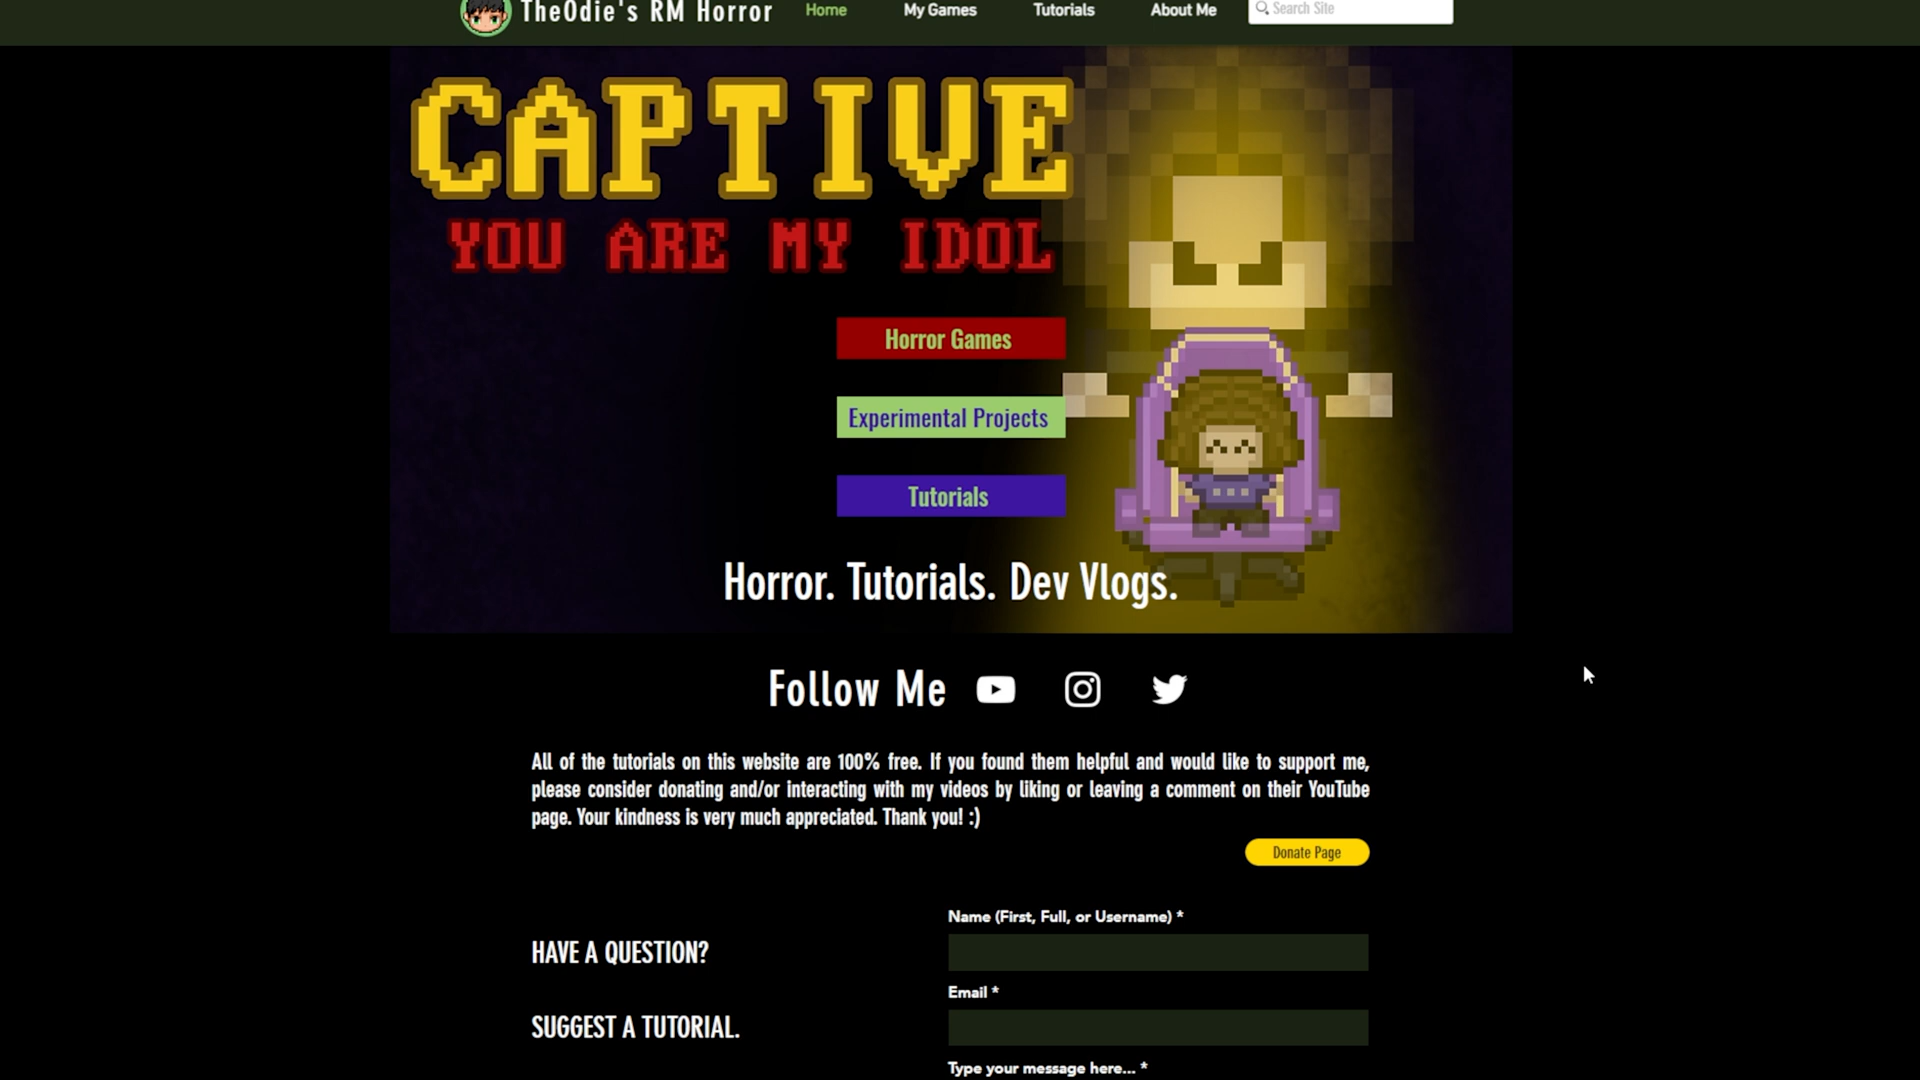 TheOdie's RM Horror
Home
My Games
Tutorials
About Me
Search Site
CAPTIVE
YOU ARE MY IDOL
Horror Games
Experimental Projects
Tutorials
Horror. Tutorials. Dev Vlogs.
Follow Me
All of the tutorials on this website are 100% free. If you found them helpful and would like to support me,
please consider donating and/or interacting with my videos by liking or leaving a comment on their YouTube
page. Your kindness is very much appreciated. Thank you! :)
Donate Page
Name (First, Full, or Username) *
HAVE A QUESTION?
Email *
SUGGEST A TUTORIAL.
Type your message here... *